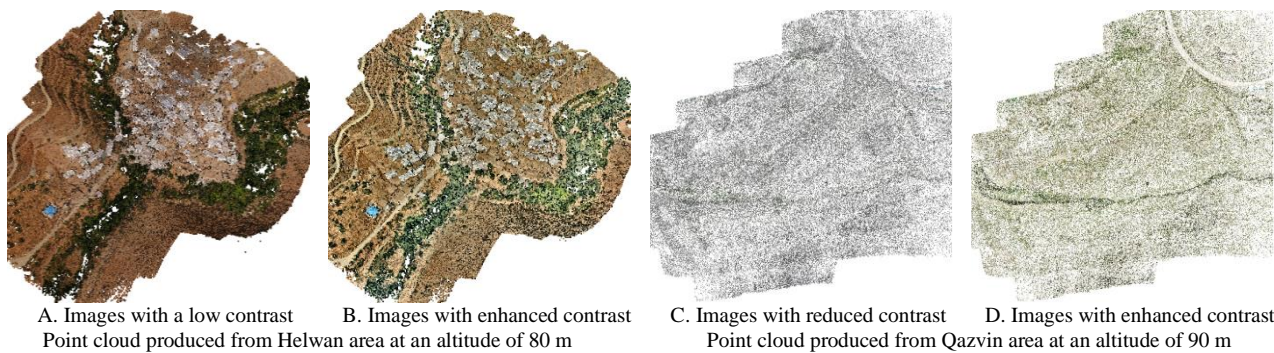 A. Images with a low contrast
B. Images with enhanced contrast
C. Images with reduced contrast
D. Images with enhanced contrast
Point cloud produced from Helwan area at an altitude of 80 m
Point cloud produced from Qazvin area at an altitude of 90 m